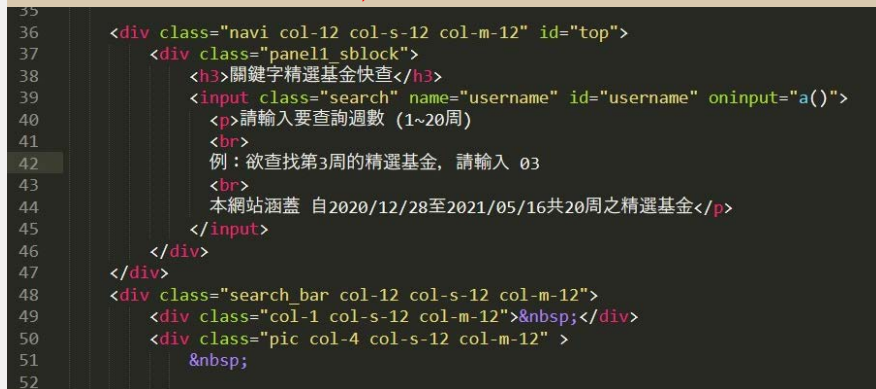 35
36 <div class="navi col-12 col-s-12 col-m-12" id="top">
37 <div class="panel1_sblock">
38 <h3>關鍵字精選基金快查</h3>
39 <input class="search" name="username" id="username" oninput="a()">
40 <p>請輸入要查詢週數 (1~20周)
41 <br>
42 例：欲查找第3周的精選基金, 請輸入 03
43 <br>
44 本網站涵蓋 自2020/12/28至2021/05/16共20周之精選基金</p>
45 </input>
46 </div>
47 </div>
48 <div class="search_bar col-12 col-s-12 col-m-12">
49 <div class="col-1 col-s-12 col-m-12">&nbsp;</div>
50 <div class="pic col-4 col-s-12 col-m-12" >
51 &nbsp;
52